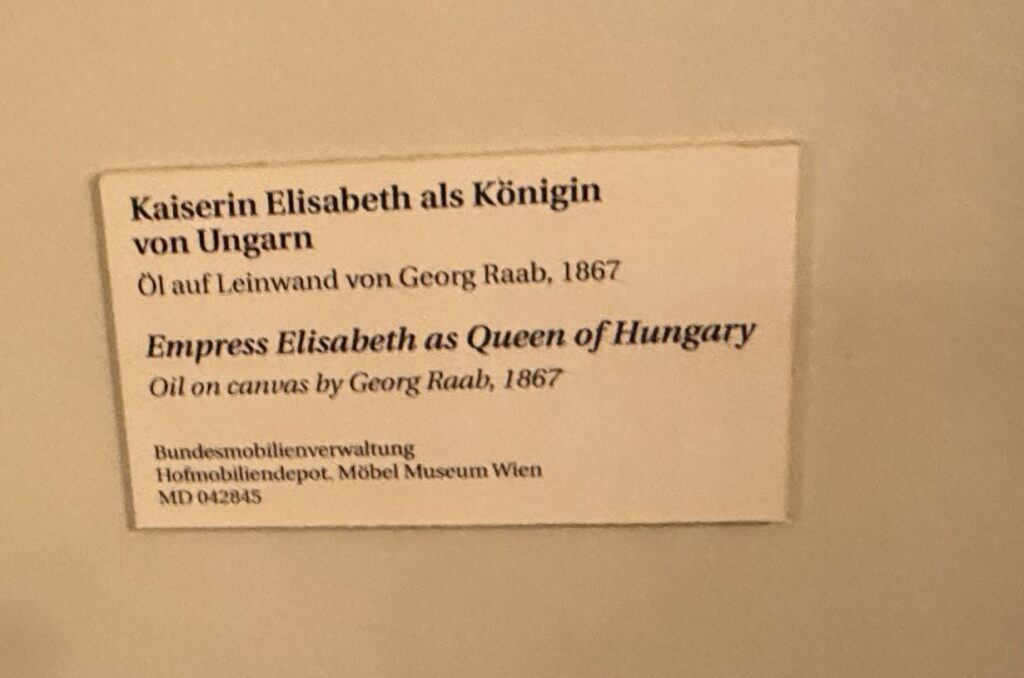 Kaiserin Elisabeth als Königin
von Ungarn
Öl auf Leinwand von Georg Raab, 1867
Empress Elisabeth as Queen of Hungary
Oil on canvas by Georg Raab, 1867
Bundesmobilienverwaltung
Hofmobiliendepot, Möbel Museum Wien
MD 042845